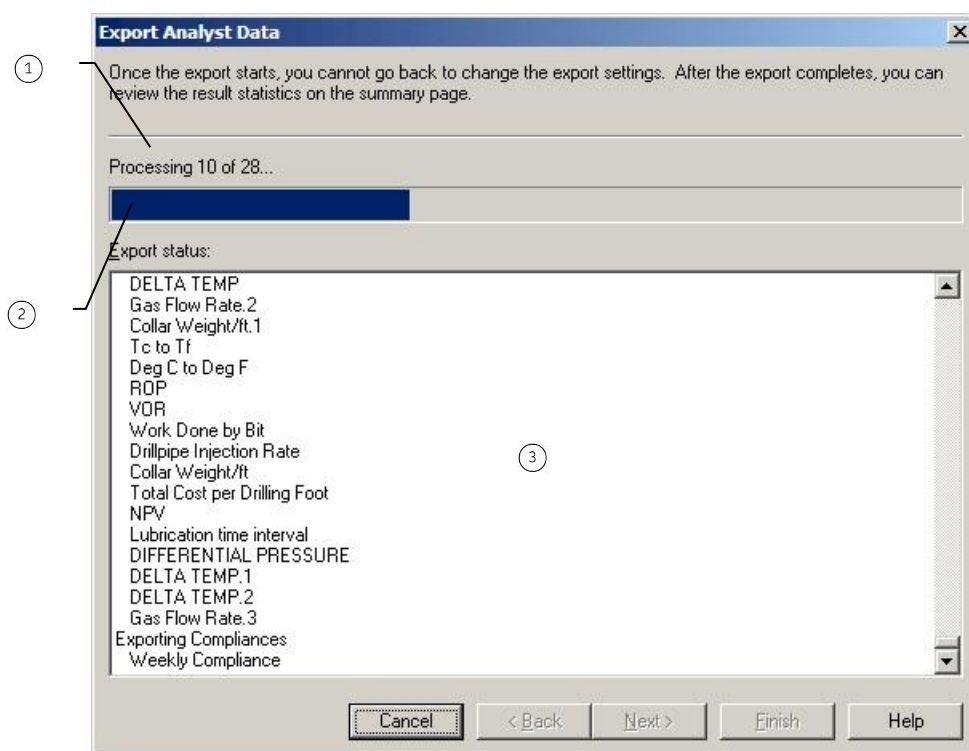 Export Analyst Data
1
Once the export starts, you cannot go back to change the export settings. After the export completes, you can
review the result statistics on the summary page.
Processing 10 of 28...
Export status:
2
DELTA TEMP
Gas Flow Rate.2
Collar Weight/ft.1
Tc to Tf
Deg C to Deg F
ROP
VOR
Work Done by Bit
Drillpipe Injection Rate
3
Collar Weight/ft
Total Cost per Drilling Foot
NPV
Lubrication time interval
DIFFERENTIAL PRESSURE
DELTA TEMP.1
DELTA TEMP.2
Gas Flow Rate.3
Exporting Compliances
Weekly Compliance
Cancel
< Back
Next >
Finish
Help